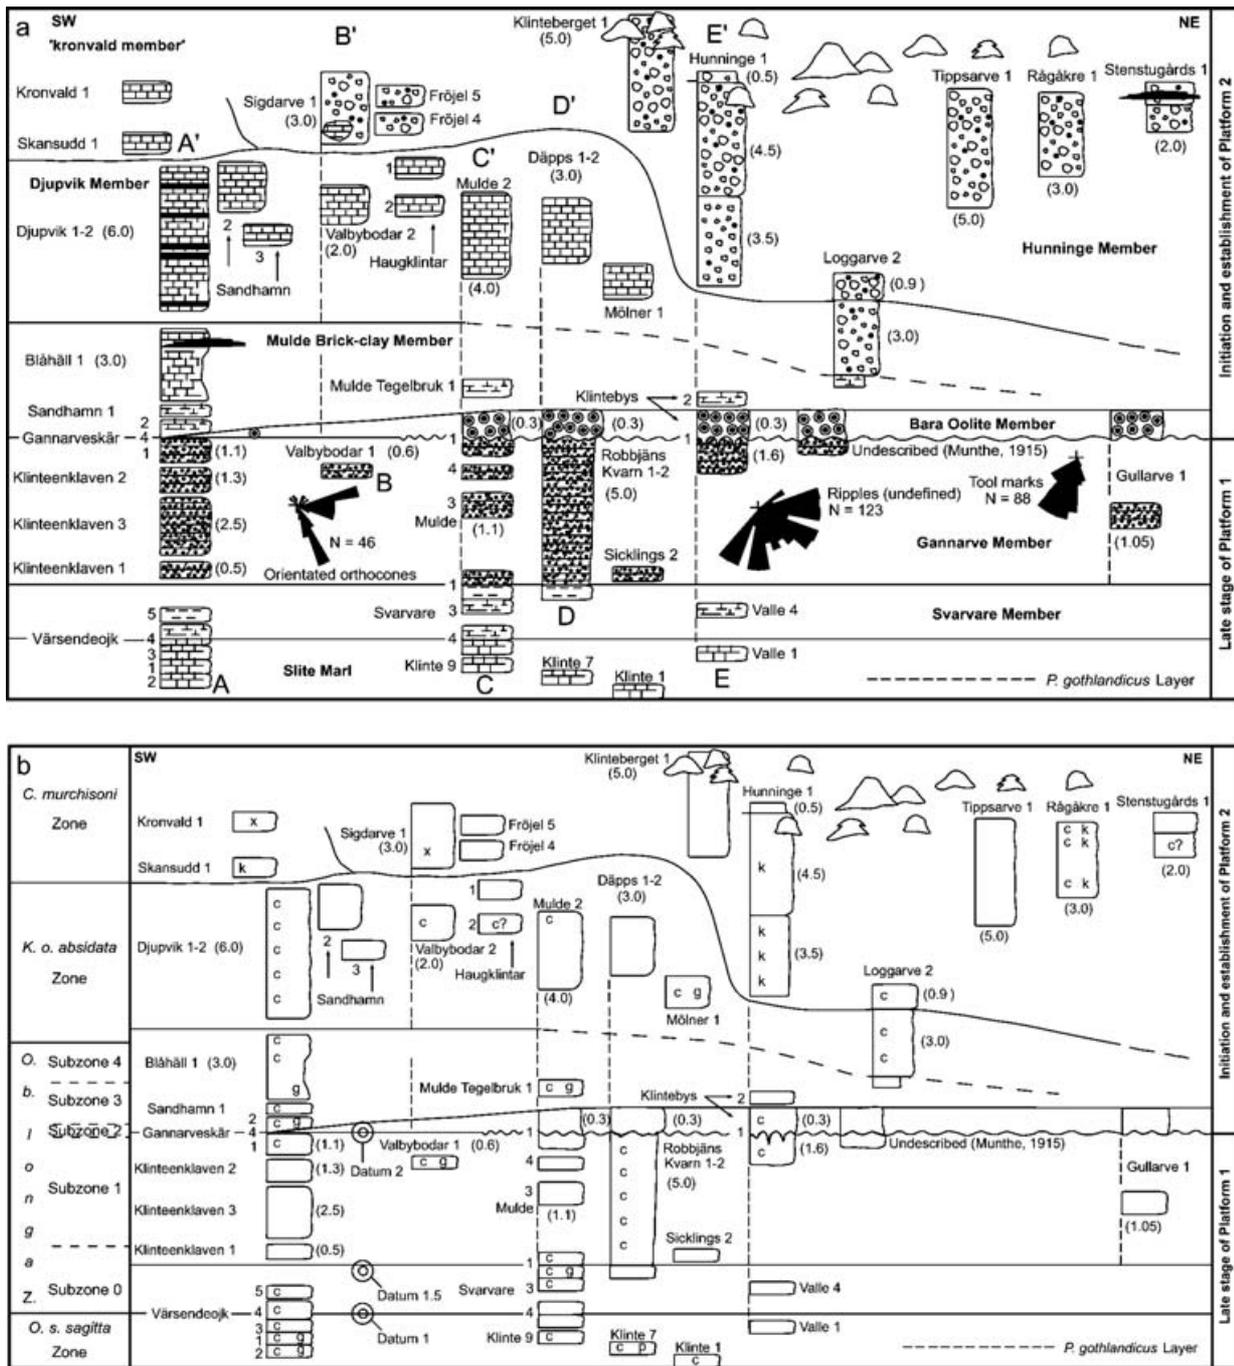 a
SW
"kronvald member"
B'
Klinteberget 1
(5.0)
E'
NE
Hunninge 1
(0.5)
Tippsarve 1
Rågåkre 1
Stenstugårds 1
Kronvald 1
Sigdarve 1
(3.0)
Fröjel 5
Fröjel 4
D'
Skansudd 1
A'
(4.5)
(2.0)
(3.0)
(5.0)
Djupvik Member
1
C'
Däpps 1-2
(3.0)
Mulde 2
Djupvik 1-2 (6.0)
2
3
Sandhamn
Valbybodar 2
(2.0)
2
Haugklintar
(4.0)
Mölner 1
(3.5)
Hunninge Member
Loggarve 2
(0.9)
(3.0)
Mulde Brick-clay Member
Blåhäll 1 (3.0)
Mulde Tegelbruk 1
Klintebys
2
Sandhamn 1
2
(0.3)
(0.3)
(0.3)
Bara Oolite Member
Gannarveskär
4
1
(1.1)
Valbybodar 1 (0.6)
1
1
(1.6)
Undescribed (Munthe, 1915)
Robbjäns
Kvarn 1-2
(5.0)
Klinteenklaven 2
(1.3)
B
4
Tool marks
N = 88
Gullarve 1
Klinteenklaven 3
(2.5)
N = 46
3
Mulde
(1.1)
Ripples (undefined)
N = 123
Gannarve Member
(1.05)
Klinteenklaven 1
(0.5)
Orientated orthocones
Sicklings 2
1
5
Svarvare
3
D
Valle 4
Svarvare Member
Värsendeojk
4
4
3
1
2
A
Slite Marl
Klinte 9
C
Klinte 7
Klinte 1
E
Valle 1
P. gothlandicus Layer
Initiation and establishment of Platform 2
Late stage of Platform 1
b
SW
NE
C. murchisoni
Zone
Klinteberget 1
(5.0)
Hunninge 1
(0.5)
Tippsarve 1
Rågåkre 1
Stenstugårds 1
Kronvald 1
x
Sigdarve 1
(3.0)
x
Fröjel 5
Fröjel 4
c k
c k
c k
(3.0)
c?
(2.0)
Skansudd 1
k
k
(4.5)
(5.0)
K. o. absidata
Zone
Djupvik 1-2 (6.0)
c
c
c
c
c
2
3
Sandhamn
c
Valbybodar 2
(2.0)
1
2
c?
Haugklintar
Mulde 2
c
(4.0)
Däpps 1-2
(3.0)
c g
Mölner 1
k
k
k
(3.5)
Loggarve 2
c
(0.9)
c
c
(3.0)
O.
b.
l
o
n
g
a
Z.
Subzone 4
Blåhäll 1 (3.0)
c
c
g
Mulde Tegelbruk 1
c g
Klintebys
2
Subzone 3
Sandhamn 1
c
2
c g
(0.3)
(0.3)
c
(0.3)
Subzone 2
Gannarveskär
4
1
c
(1.1)
Datum 2
Valbybodar 1 (0.6)
c g
1
1
c
(1.6)
Undescribed (Munthe, 1915)
Robbjäns
Kvarn 1-2
(5.0)
c
c
c
c
c
Subzone 1
Klinteenklaven 2
(1.3)
4
Gullarve 1
Klinteenklaven 3
(2.5)
3
Mulde
(1.1)
(1.05)
Klinteenklaven 1
(0.5)
Sicklings 2
1
c
c g
Subzone 0
5
c
Datum 1.5
Svarvare
3
c
Valle 4
Värsendeojk
4
c
4
O. s. sagitta
Zone
3
c
1
c g
2
c g
Datum 1
Klinte 9
c
Klinte 7
c p
Klinte 1
c
Valle 1
P. gothlandicus Layer
Initiation and establishment of Platform 2
Late stage of Platform 1